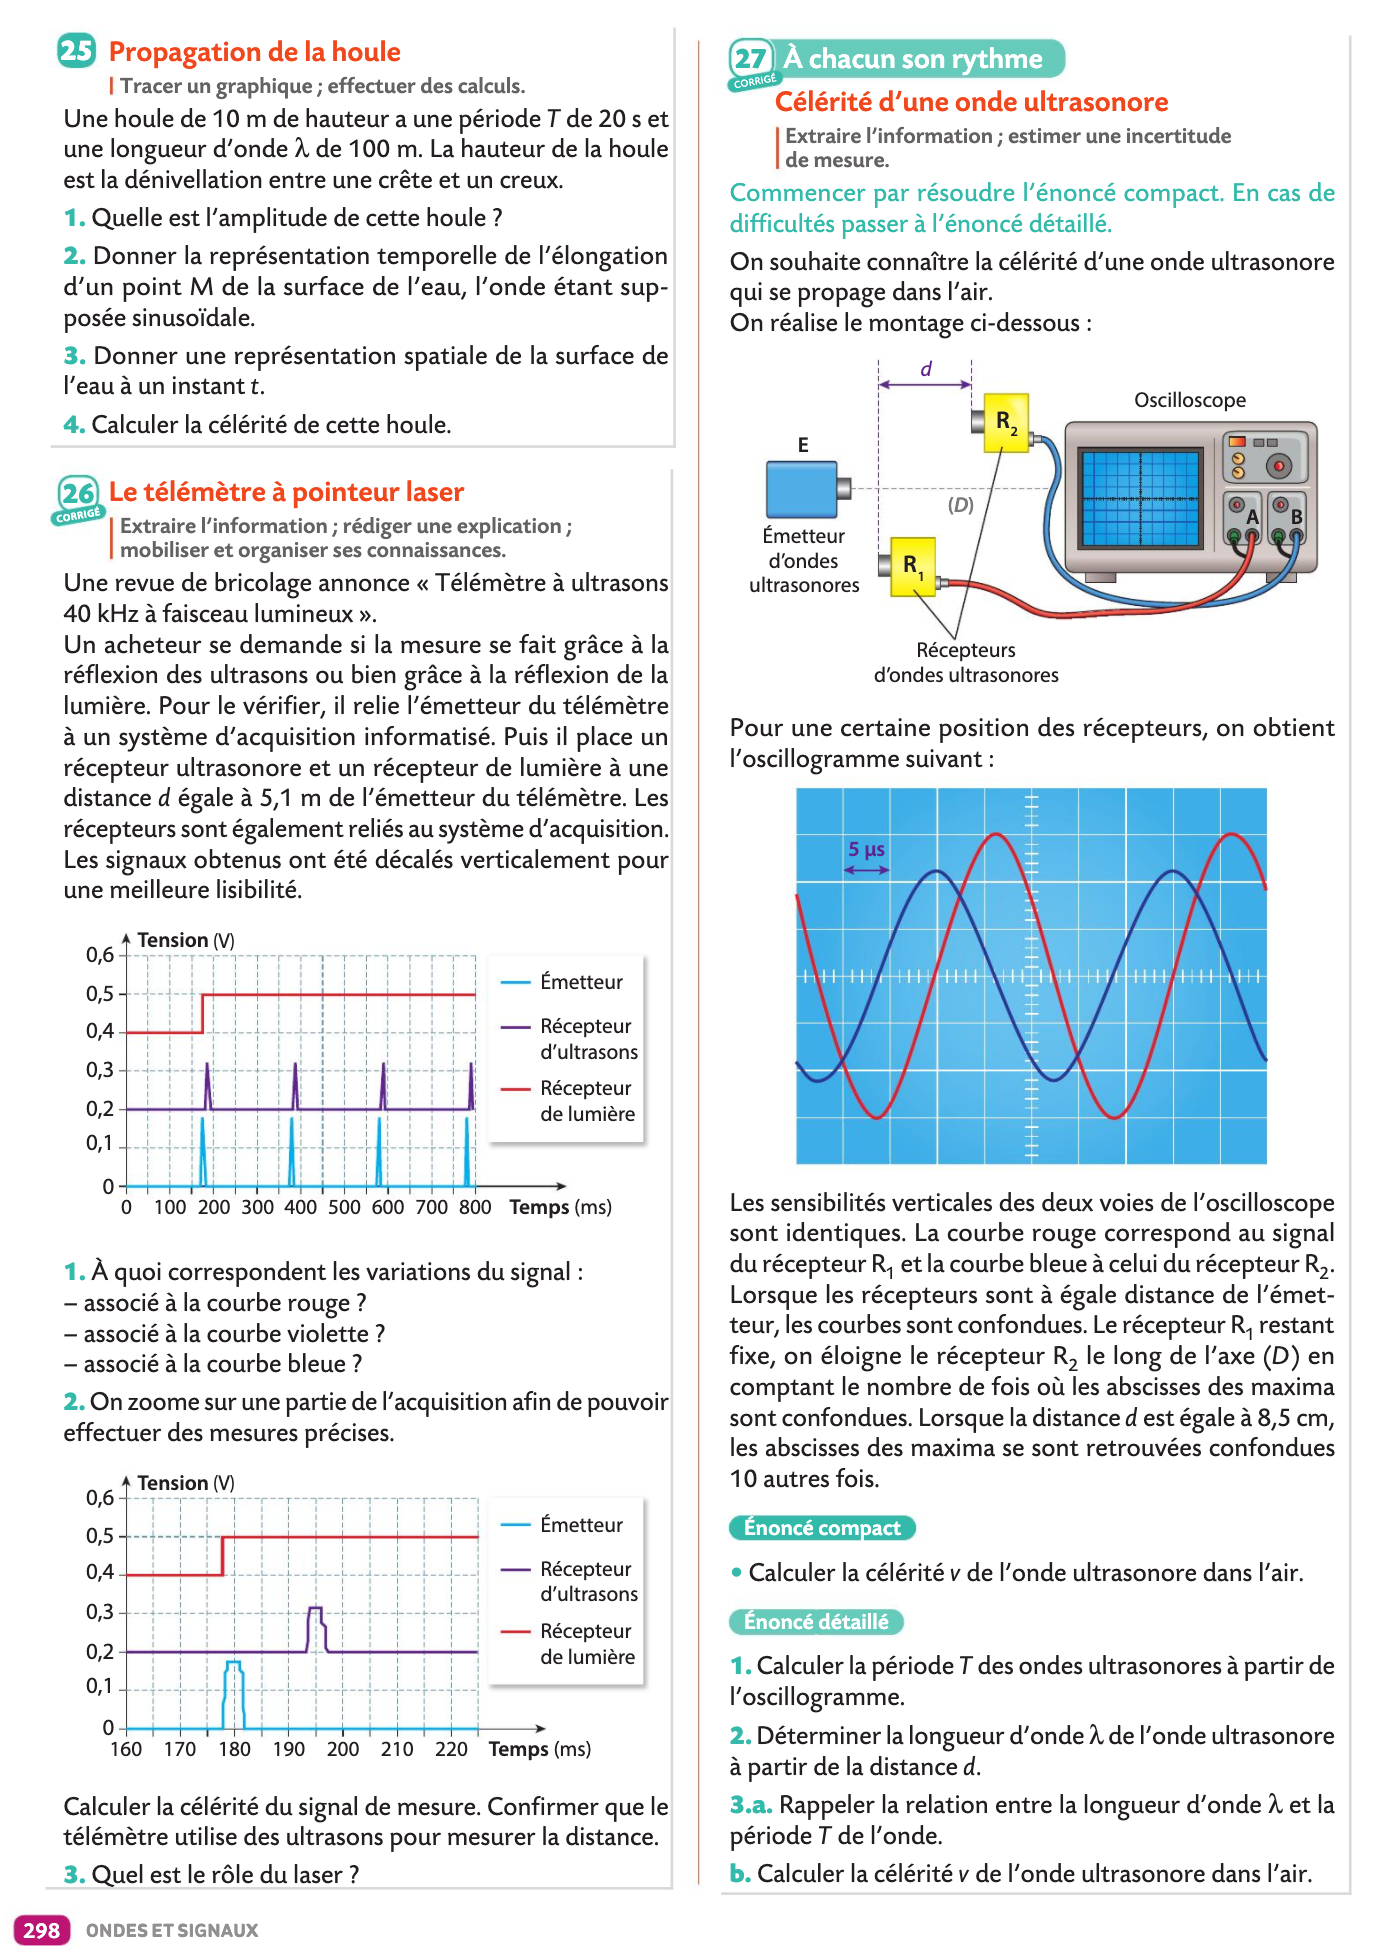 25 Propagation de la houle
Tracer un graphique ; effectuer des calculs.
Une houle de 10 m de hauteur a une période T de 20 s et
une longueur d'onde λ de 100 m. La hauteur de la houle
est la dénivellation entre une crête et un creux.
1. Quelle est l'amplitude de cette houle ?
2. Donner la représentation temporelle de l'élongation
d'un point M de la surface de l'eau, l'onde étant sup-
posée sinusoïdale.
3. Donner une représentation spatiale de la surface de
l'eau à un instant t.
4. Calculer la célérité de cette houle.
26 Le télémètre à pointeur laser
CORRIGÉ
Extraire l'information ; rédiger une explication ;
mobiliser et organiser ses connaissances.
Une revue de bricolage annonce « Télémètre à ultrasons
40 kHz à faisceau lumineux ».
Un acheteur se demande si la mesure se fait grâce à la
réflexion des ultrasons ou bien grâce à la réflexion de la
lumière. Pour le vérifier, il relie l'émetteur du télémètre
à un système d'acquisition informatisé. Puis il place un
récepteur ultrasonore et un récepteur de lumière à une
distance d égale à 5,1 m de l'émetteur du télémètre. Les
récepteurs sont également reliés au système d'acquisition.
Les signaux obtenus ont été décalés verticalement pour
une meilleure lisibilité.
Tension (V)
0,6
0,5
0,4
0,3
0,2
0,1
0
0 100 200 300 400 500 600 700 800 Temps (ms)
Émetteur
Récepteur
d'ultrasons
Récepteur
de lumière
1. À quoi correspondent les variations du signal :
– associé à la courbe rouge ?
– associé à la courbe violette ?
– associé à la courbe bleue ?
2. On zoome sur une partie de l'acquisition afin de pouvoir
effectuer des mesures précises.
Tension (V)
0,6
0,5
0,4
0,3
0,2
0,1
0
160 170 180 190 200 210 220 Temps (ms)
Émetteur
Récepteur
d'ultrasons
Récepteur
de lumière
Calculer la célérité du signal de mesure. Confirmer que le
télémètre utilise des ultrasons pour mesurer la distance.
3. Quel est le rôle du laser ?
27 À chacun son rythme
CORRIGÉ
Célérité d'une onde ultrasonore
Extraire l'information ; estimer une incertitude
de mesure.
Commencer par résoudre l'énoncé compact. En cas de
difficultés passer à l'énoncé détaillé.
On souhaite connaître la célérité d'une onde ultrasonore
qui se propage dans l'air.
On réalise le montage ci-dessous :
d
R2
Oscilloscope
E
(D)
A B
Émetteur
d'ondes
ultrasonores
R1
Récepteurs
d'ondes ultrasonores
Pour une certaine position des récepteurs, on obtient
l'oscillogramme suivant :
5 µs
Les sensibilités verticales des deux voies de l'oscilloscope
sont identiques. La courbe rouge correspond au signal
du récepteur R1 et la courbe bleue à celui du récepteur R2.
Lorsque les récepteurs sont à égale distance de l'émet-
teur, les courbes sont confondues. Le récepteur R1 restant
fixe, on éloigne le récepteur R2 le long de l'axe (D) en
comptant le nombre de fois où les abscisses des maxima
sont confondues. Lorsque la distance d est égale à 8,5 cm,
les abscisses des maxima se sont retrouvées confondues
10 autres fois.
Énoncé compact
• Calculer la célérité v de l'onde ultrasonore dans l'air.
Énoncé détaillé
1. Calculer la période T des ondes ultrasonores à partir de
l'oscillogramme.
2. Déterminer la longueur d'onde λ de l'onde ultrasonore
à partir de la distance d.
3.a. Rappeler la relation entre la longueur d'onde λ et la
période T de l'onde.
b. Calculer la célérité v de l'onde ultrasonore dans l'air.
298 ONDES ET SIGNAUX